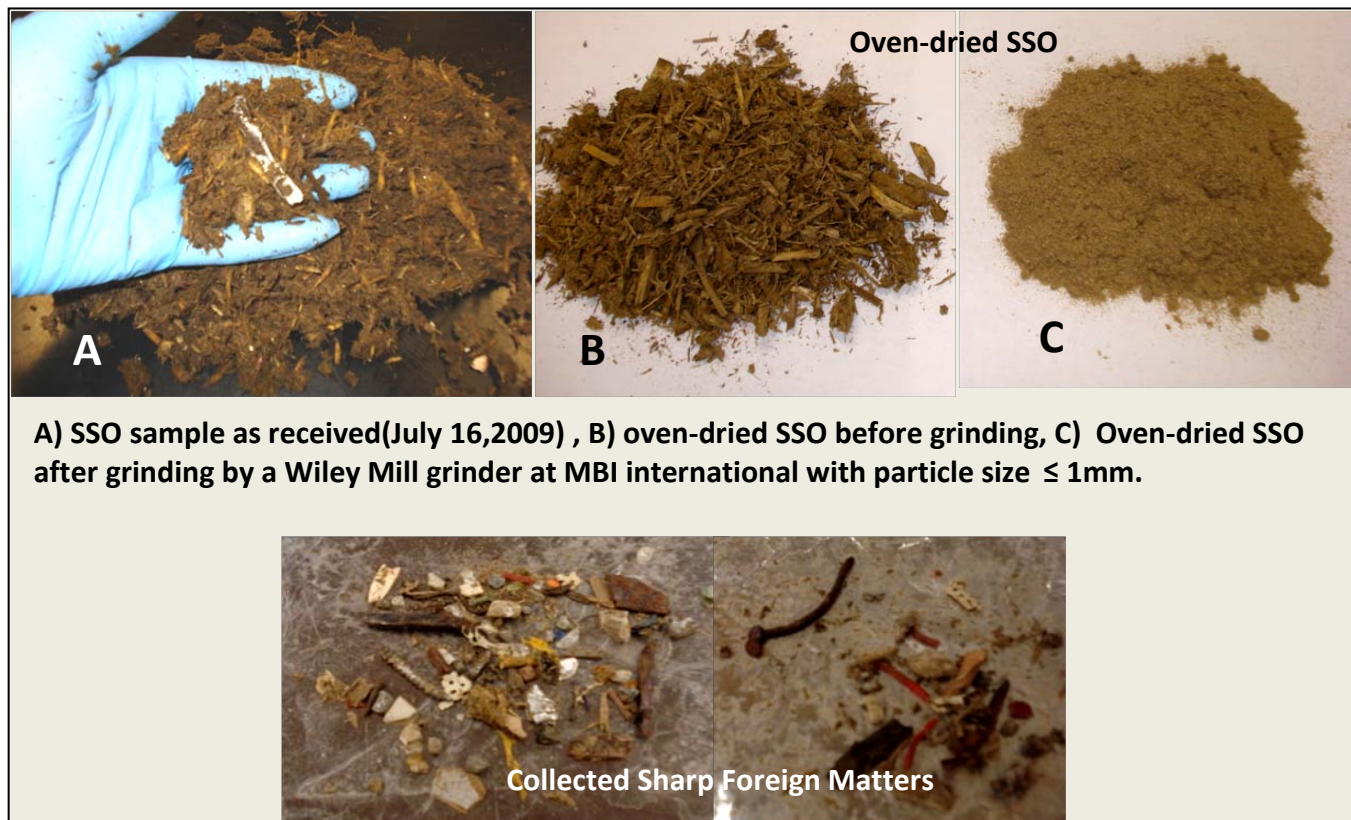 Oven-dried SSO
A
B
C
A) SSO sample as received(July 16,2009) , B) oven-dried SSO before grinding, C)  Oven-dried SSO
after grinding by a Wiley Mill grinder at MBI international with particle size  ≤ 1mm.
Collected Sharp Foreign Matters